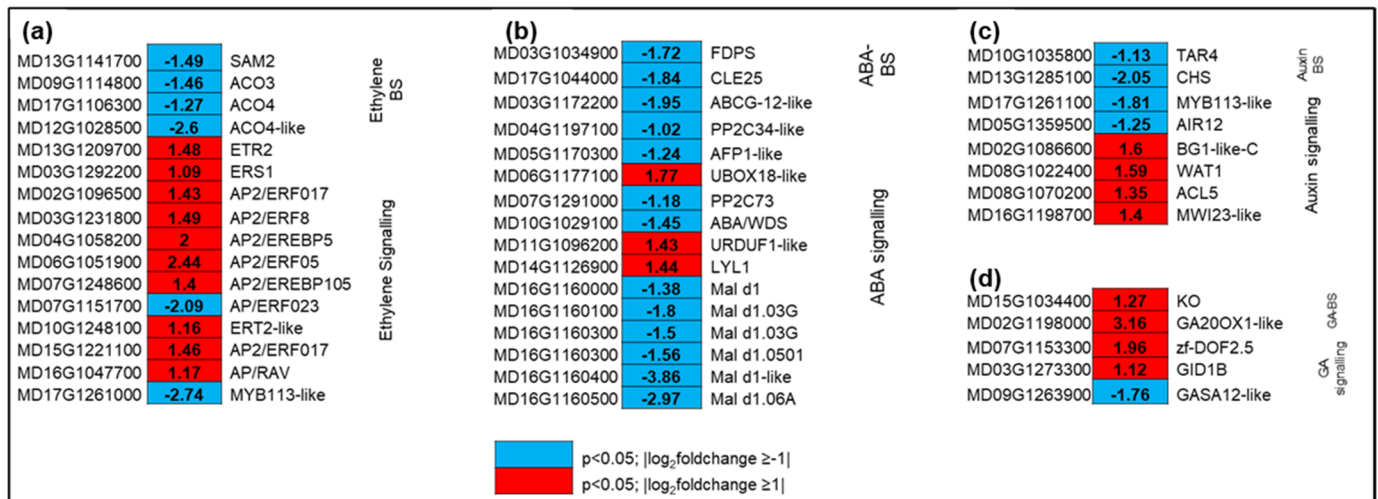 (a)
MD13G1141700 -1.49 SAM2
MD09G1114800 -1.46 ACO3
MD17G1106300 -1.27 ACO4
MD12G1028500 -2.6 ACO4-like
MD13G1209700 1.48 ETR2
MD03G1292200 1.09 ERS1
MD02G1096500 1.43 AP2/ERF017
MD03G1231800 1.49 AP2/ERF8
MD04G1058200 2 AP2/EREBP5
MD06G1051900 2.44 AP2/ERF05
MD07G1248600 1.4 AP2/EREBP105
MD07G1151700 -2.09 AP/ERF023
MD10G1248100 1.16 ERT2-like
MD15G1221100 1.46 AP2/ERF017
MD16G1047700 1.17 AP/RAV
MD17G1261000 -2.74 MYB113-like
Ethylene
BS
Ethylene Signalling
(b)
MD03G1034900 -1.72 FDPS
MD17G1044000 -1.84 CLE25
MD03G1172200 -1.95 ABCG-12-like
MD04G1197100 -1.02 PP2C34-like
MD05G1170300 -1.24 AFP1-like
MD06G1177100 1.77 UBOX18-like
MD07G1291000 -1.18 PP2C73
MD10G1029100 -1.45 ABA/WDS
MD11G1096200 1.43 URDUF1-like
MD14G1126900 1.44 LYL1
MD16G1160000 -1.38 Mal d1
MD16G1160100 -1.8 Mal d1.03G
MD16G1160300 -1.5 Mal d1.03G
MD16G1160300 -1.56 Mal d1.0501
MD16G1160400 -3.86 Mal d1-like
MD16G1160500 -2.97 Mal d1.06A
ABA-
BS
ABA signalling
(c)
MD10G1035800 -1.13 TAR4
MD13G1285100 -2.05 CHS
MD17G1261100 -1.81 MYB113-like
MD05G1359500 -1.25 AIR12
MD02G1086600 1.6 BG1-like-C
MD08G1022400 1.59 WAT1
MD08G1070200 1.35 ACL5
MD16G1198700 1.4 MWI23-like
Auxin
BS
Auxin signalling
(d)
MD15G1034400 1.27 KO
MD02G1198000 3.16 GA20OX1-like
MD07G1153300 1.96 zf-DOF2.5
MD03G1273300 1.12 GID1B
MD09G1263900 -1.76 GASA12-like
GA-BS
GA
signalling
p<0.05; |log2foldchange ≥-1|
p<0.05; |log2foldchange ≥1|